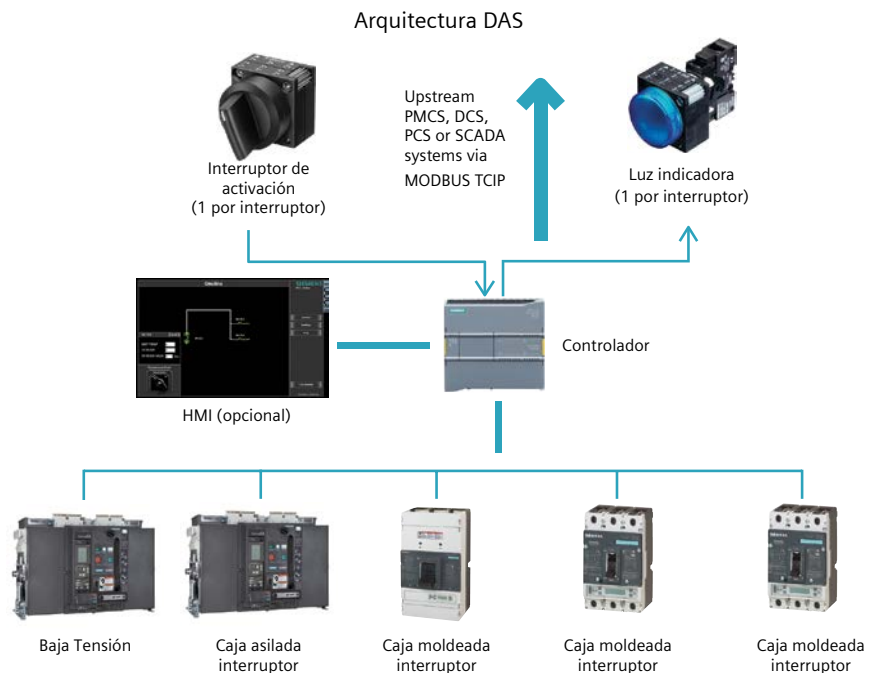 Arquitectura DAS
Upstream
PMCS, DCS,
PCS or SCADA
systems via
MODBUS TCIP
Interruptor de
activación
(1 por interruptor)
Luz indicadora
(1 por interruptor)
SIEMENS
Controlador
HMI (opcional)
Baja Tensión
Caja asilada
interruptor
Caja moldeada
interruptor
Caja moldeada
interruptor
Caja moldeada
interruptor